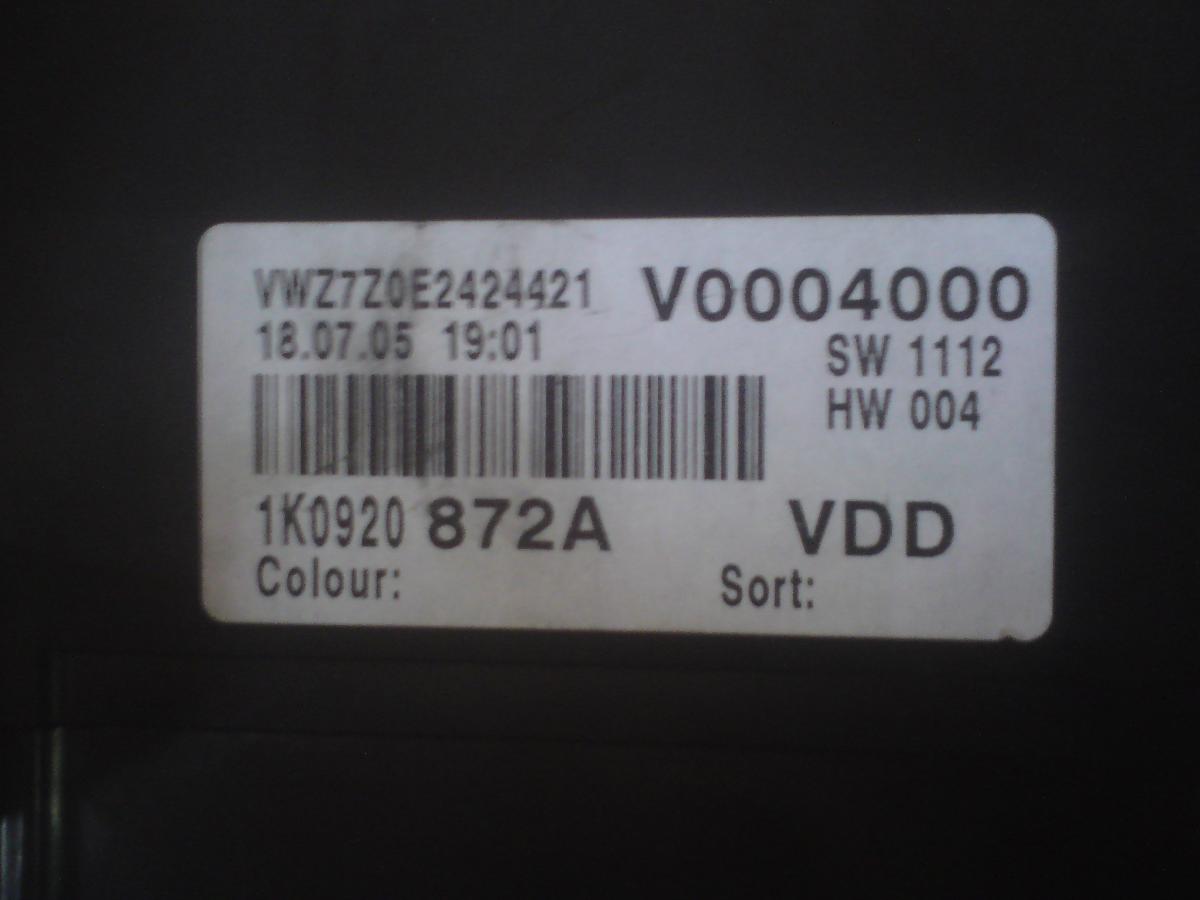 VWZ7Z0E2424421 V0004000
18.07.05 19:01 SW 1112
HW 004
1K0920 872A VDD
Colour: Sort: